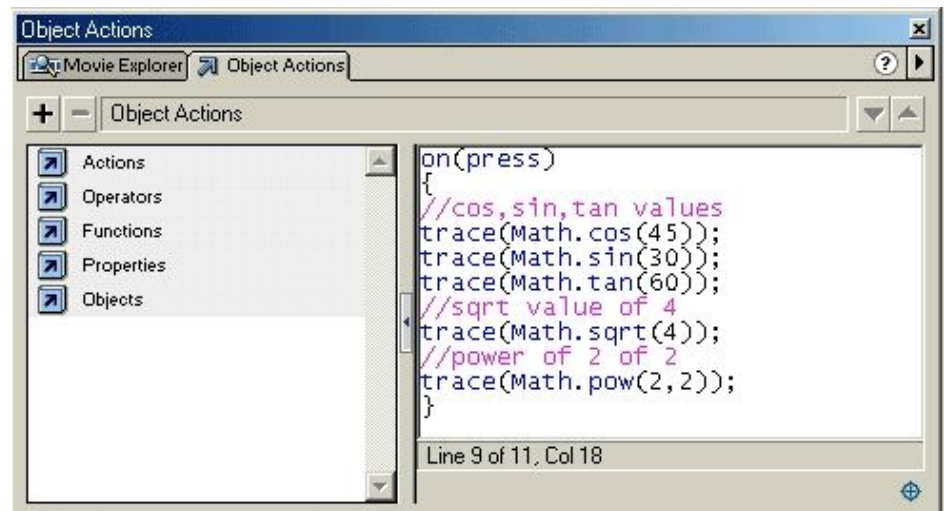 Object Actions
Movie Explorer Object Actions ?
+ - Object Actions
Actions
Operators
Functions
Properties
Objects
on(press)
{
//cos,sin,tan values
trace(Math.cos(45));
trace(Math.sin(30));
trace(Math.tan(60));
//sqrt value of 4
trace(Math.sqrt(4));
//power of 2 of 2
trace(Math.pow(2,2));
}
Line 9 of 11, Col 18